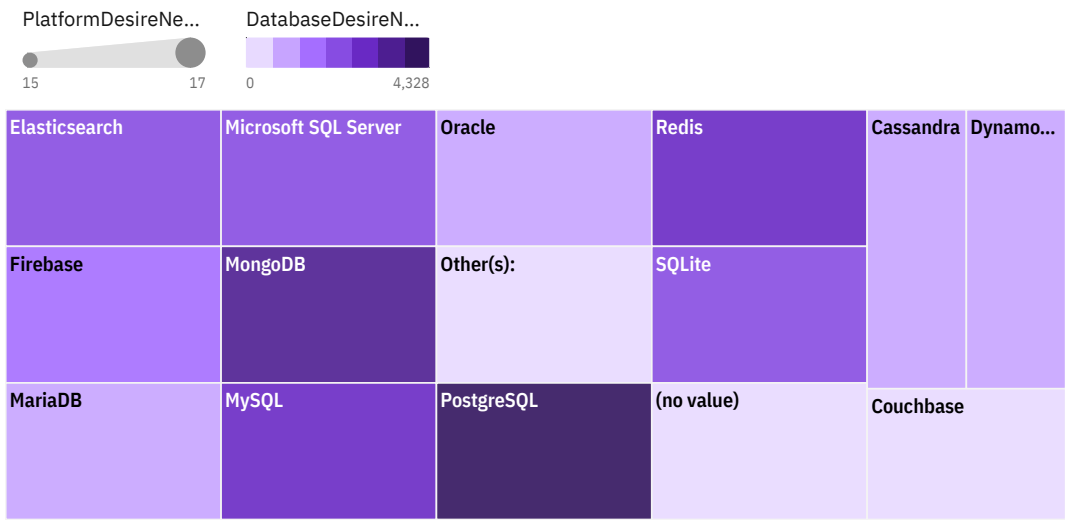 PlatformDesireNe...
DatabaseDesireN...
15
17
0
4,328
Elasticsearch
Microsoft SQL Server
Oracle
Redis
Cassandra
Dynamo...
Firebase
MongoDB
Other(s):
SQLite
MariaDB
MySQL
PostgreSQL
(no value)
Couchbase